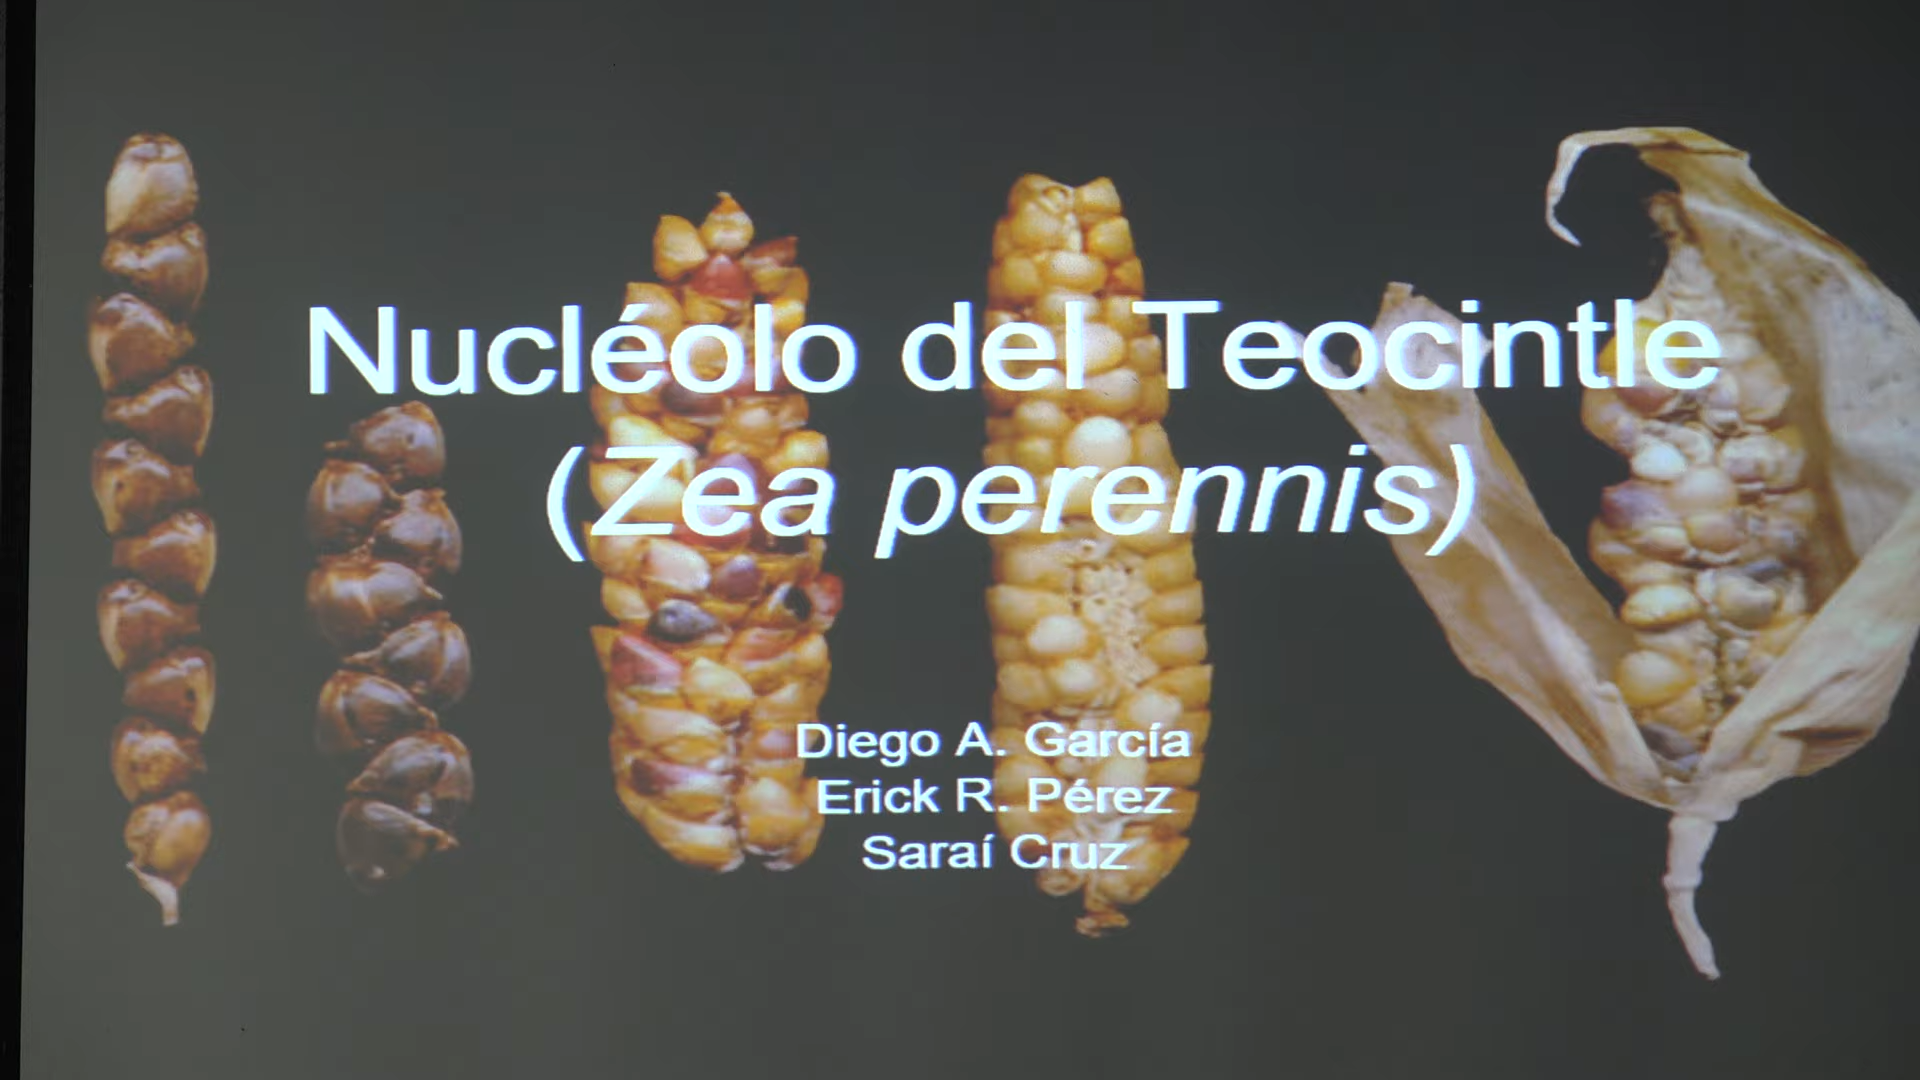 Nucléolo del Teocintle
(Zea perennis)
Diego A. García
Erick R. Pérez
Saraí Cruz